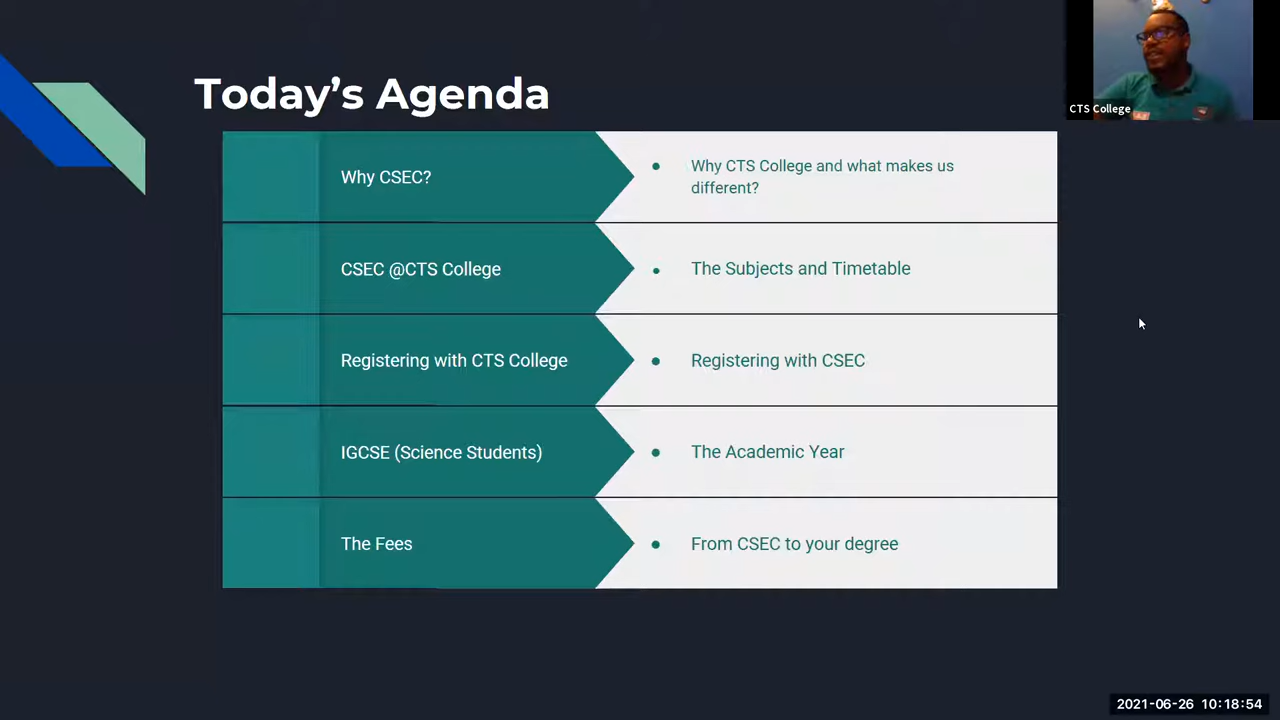 Today's Agenda
CTS College
Why CSEC?
Why CTS College and what makes us
different?
CSEC @CTS College
The Subjects and Timetable
Registering with CTS College
Registering with CSEC
IGCSE (Science Students)
The Academic Year
The Fees
From CSEC to your degree
2021-06-26 10:18:54